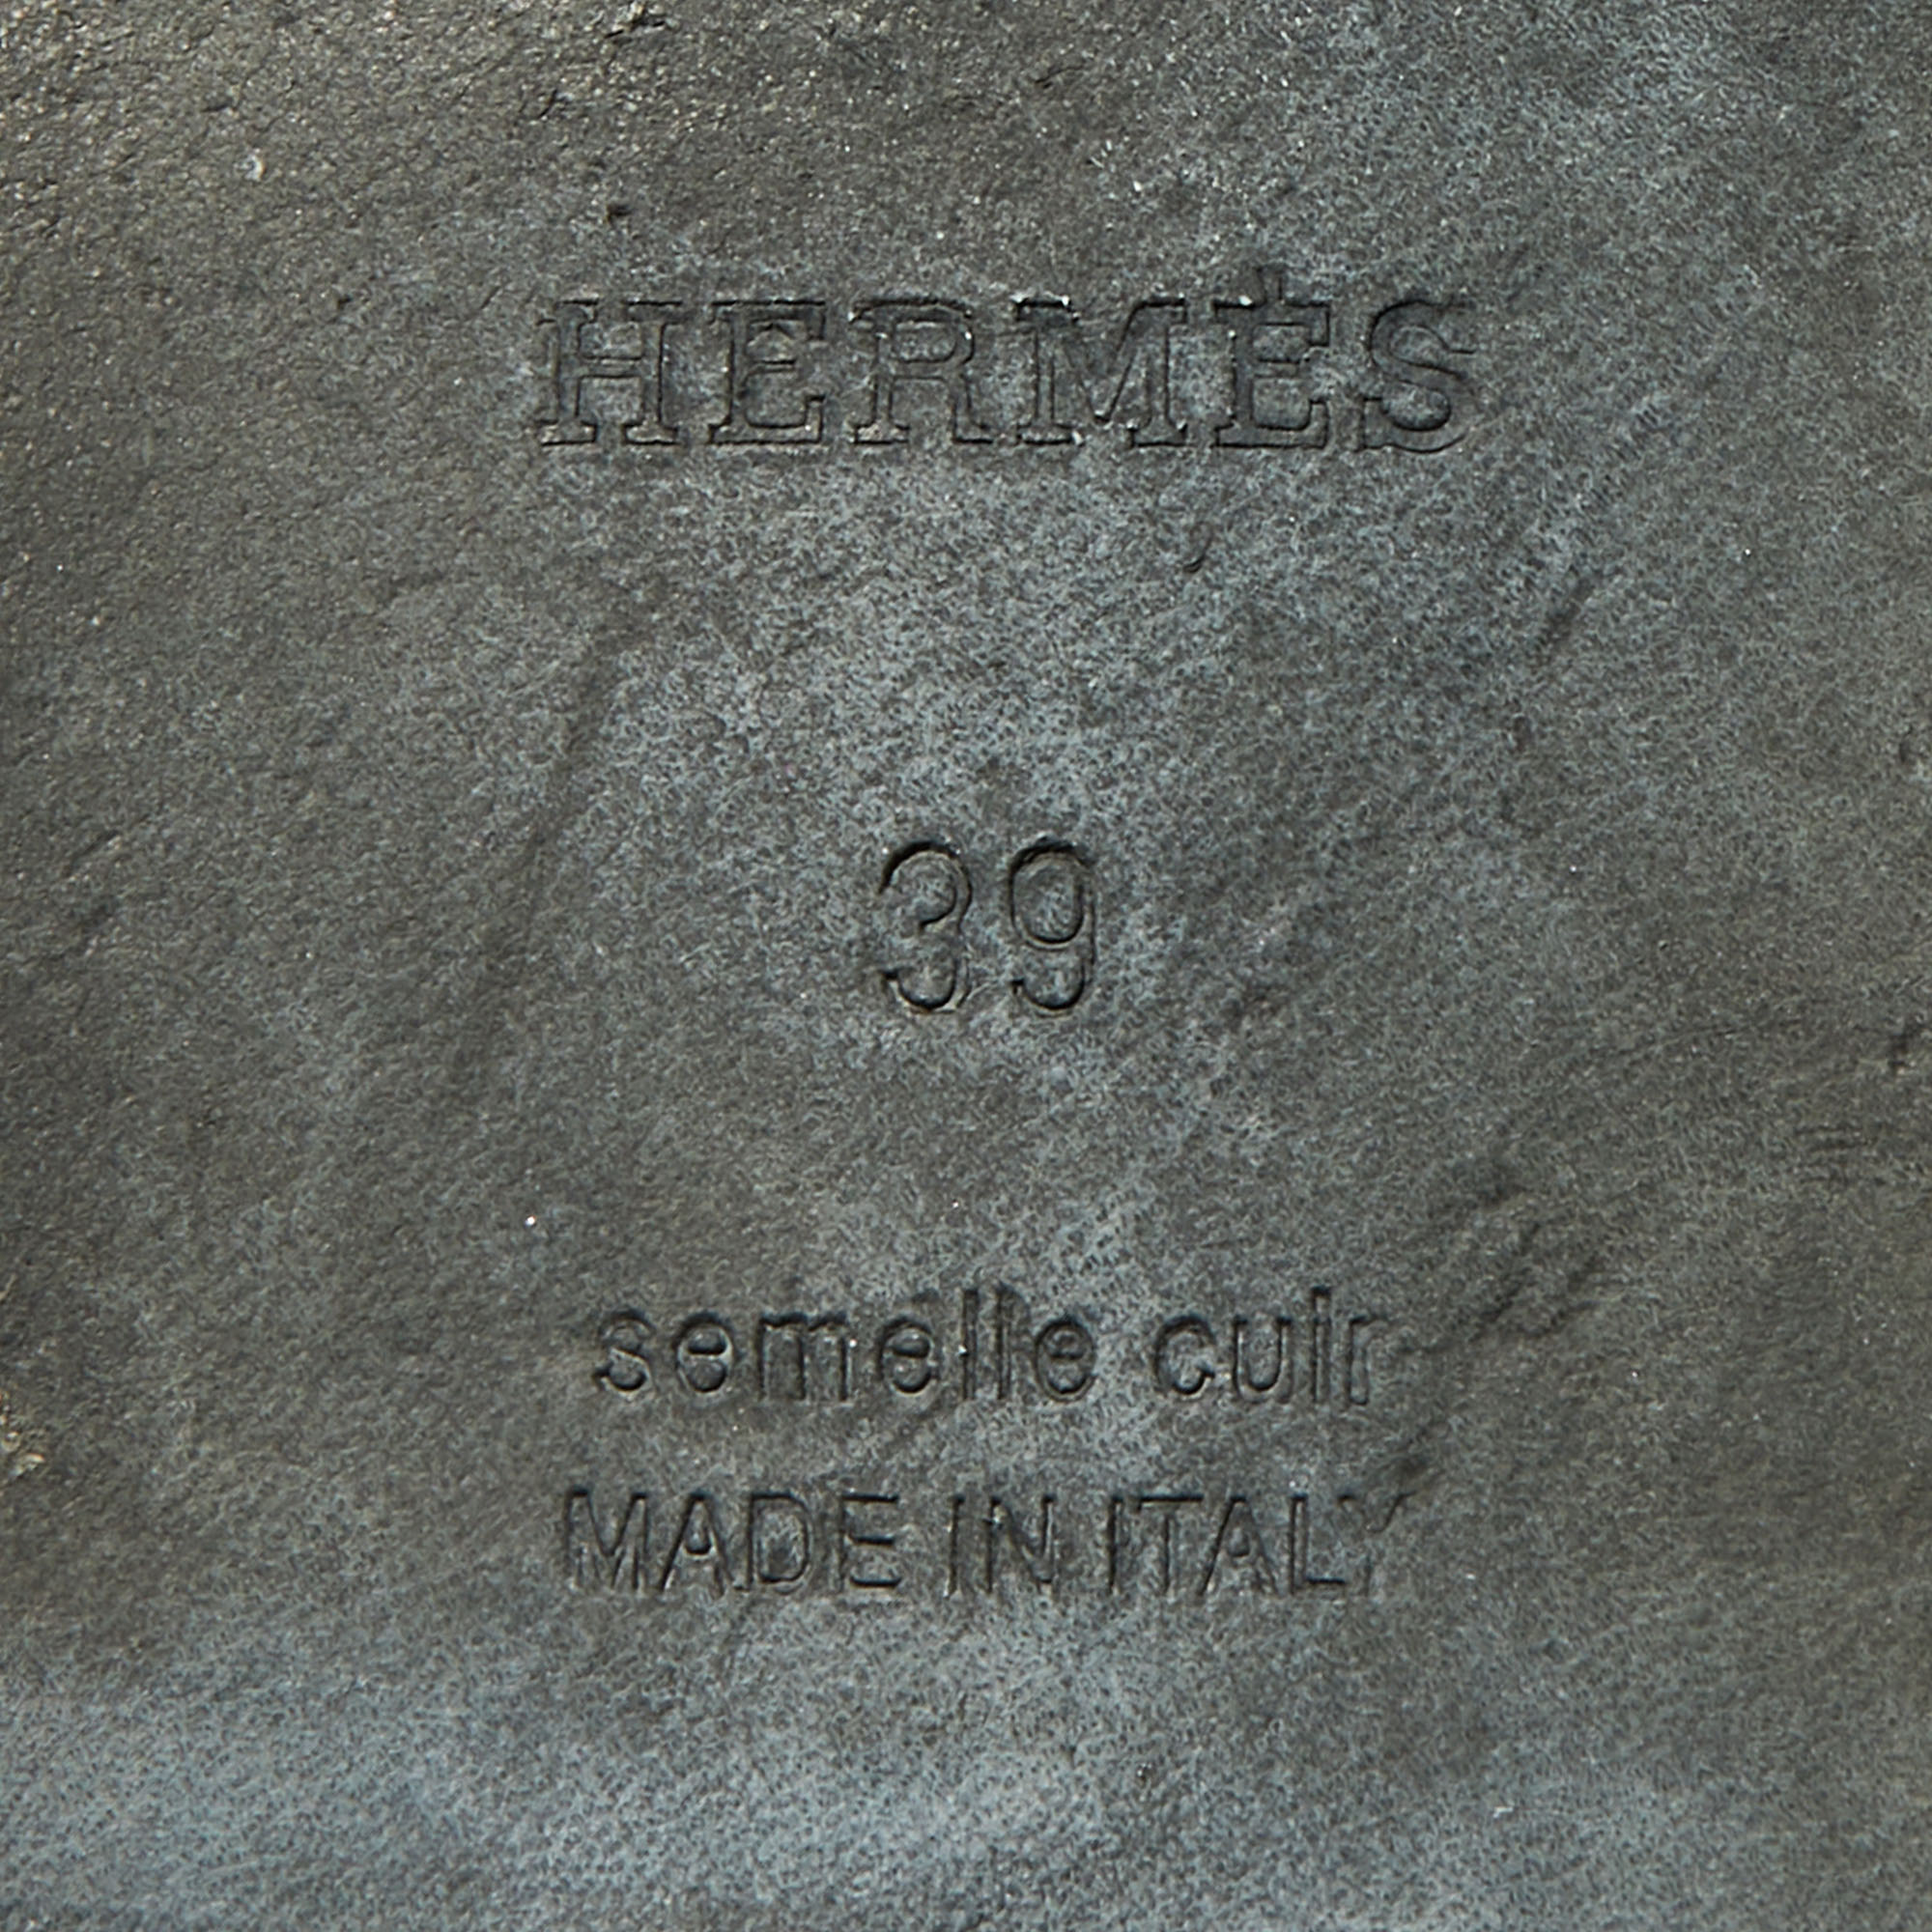 HERMÈS
39
semelle cuir
MADE IN ITALY